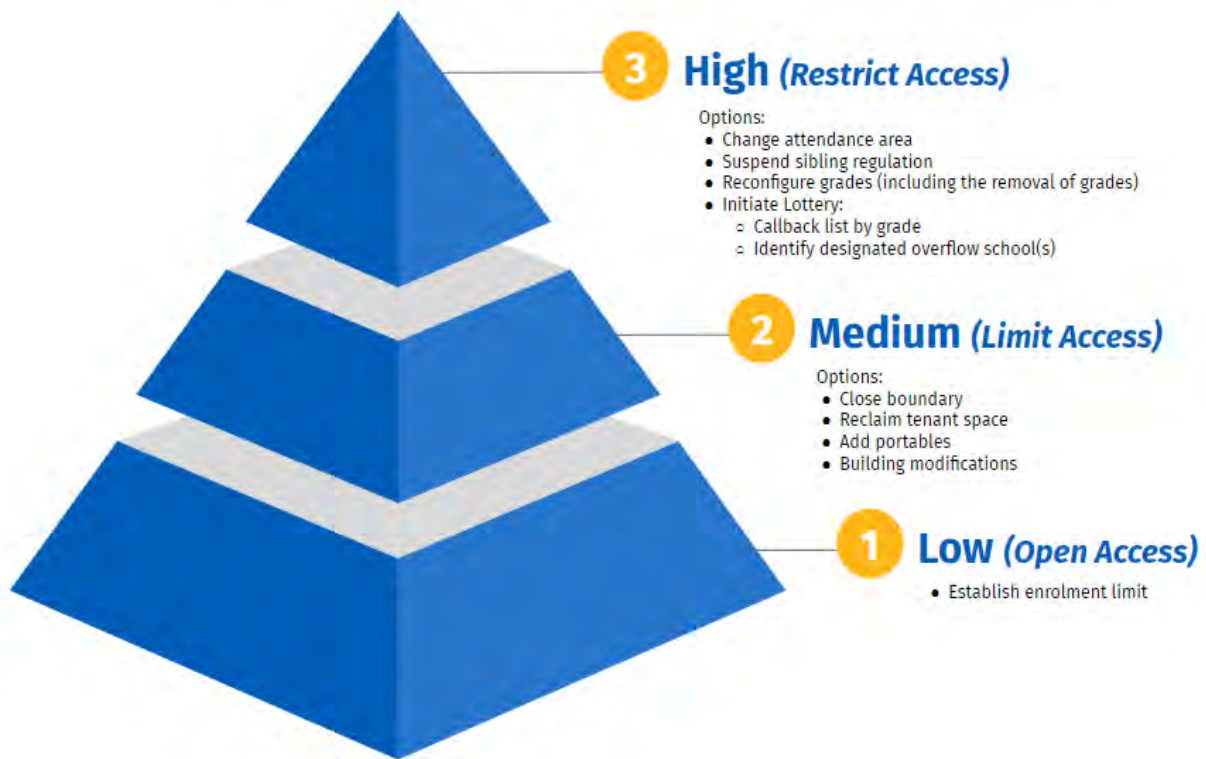 3 High (Restrict Access)
Options:
● Change attendance area
● Suspend sibling regulation
● Reconfigure grades (including the removal of grades)
● Initiate Lottery:
○ Callback list by grade
○ Identify designated overflow school(s)
2 Medium (Limit Access)
Options:
● Close boundary
● Reclaim tenant space
● Add portables
● Building modifications
1 Low (Open Access)
● Establish enrolment limit